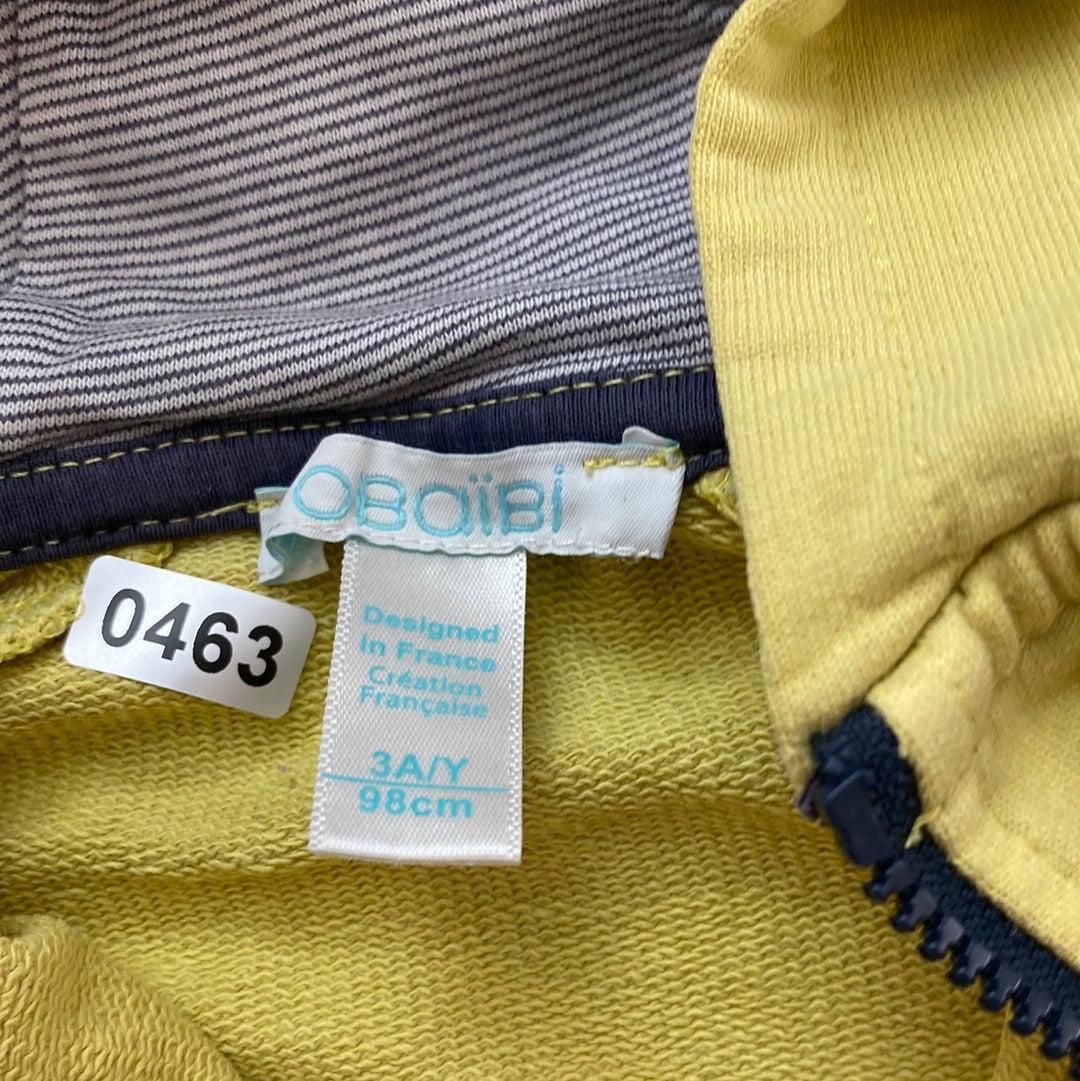 OBaïBi
0463
Designed
in France
Création
Française
3A/Y
98cm